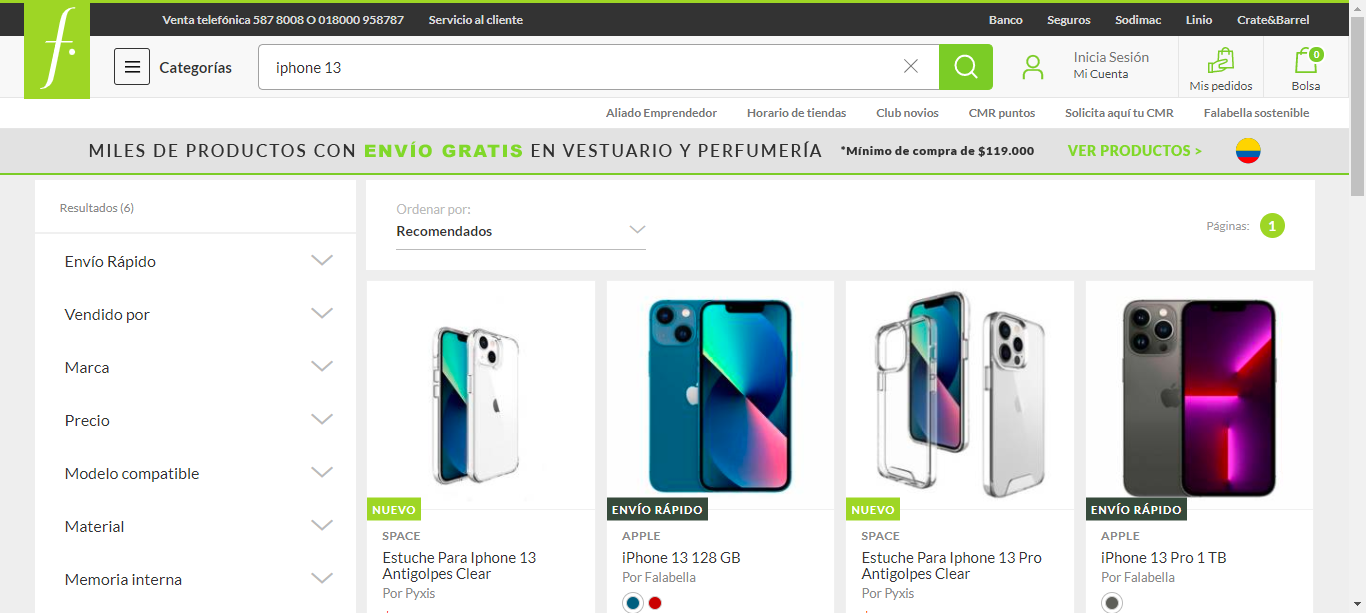 Venta telefónica 587 8008 O 018000 958787 Servicio al cliente Banco Seguros Sodimac Linio Crate&Barrel
f.
Categorías iphone 13 Inicia Sesión
Mi Cuenta
0
Mis pedidos Bolsa
Aliado Emprendedor Horario de tiendas Club novios CMR puntos Solicita aquí tu CMR Falabella sostenible
MILES DE PRODUCTOS CON ENVÍO GRATIS EN VESTUARIO Y PERFUMERÍA *Mínimo de compra de $119.000 VER PRODUCTOS >
Resultados (6)
Envío Rápido
Vendido por
Marca
Precio
Modelo compatible
Material
Memoria interna
Ordenar por:
Recomendados
Páginas: 1
NUEVO
SPACE
Estuche Para Iphone 13
Antigolpes Clear
Por Pyxis
ENVÍO RÁPIDO
APPLE
iPhone 13 128 GB
Por Falabella
NUEVO
SPACE
Estuche Para Iphone 13 Pro
Antigolpes Clear
Por Pyxis
ENVÍO RÁPIDO
APPLE
iPhone 13 Pro 1 TB
Por Falabella